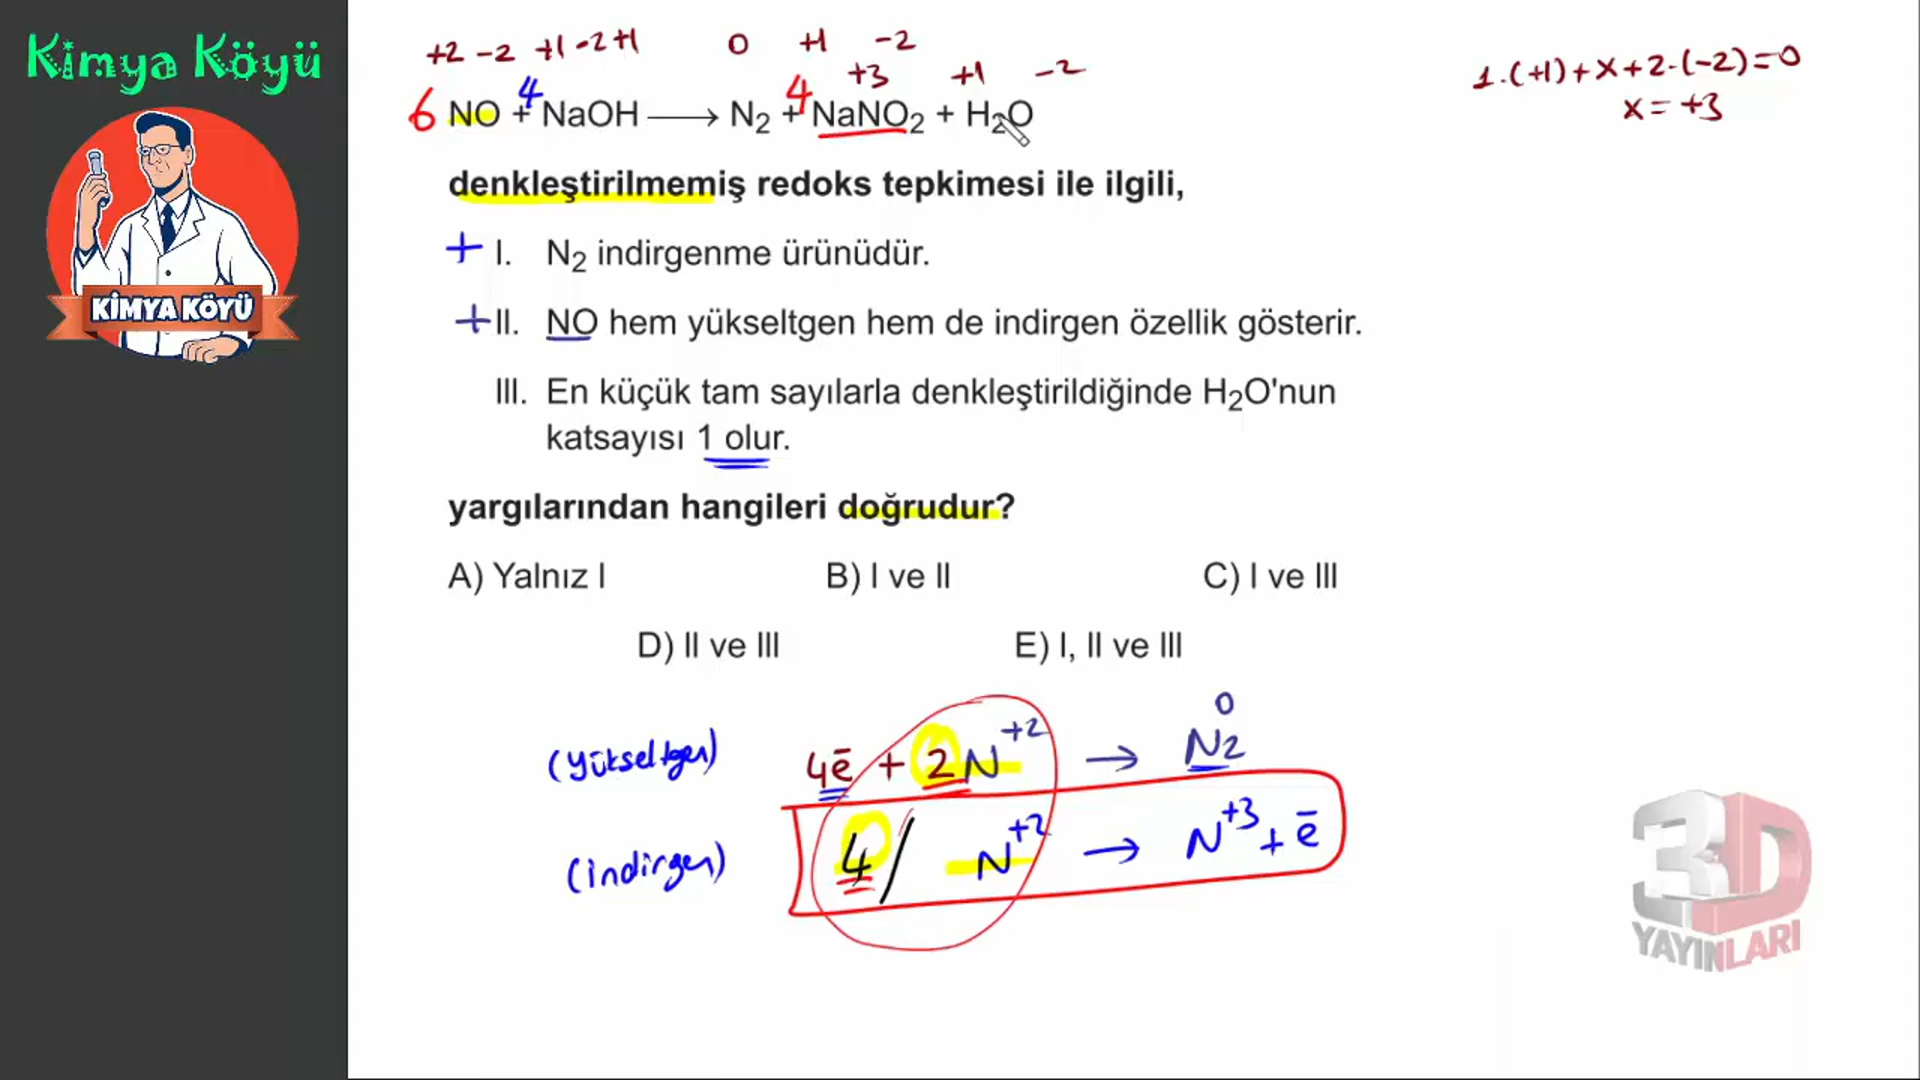 Kimya Köyü
KİMYA KÖYÜ
+2 -2 +1 -2 +1 0 +1 -2
+3 +1 -2
6 NO + 4 NaOH ⟶ N2 + 4 NaNO2 + H2O
1.(+1)+x+2.(-2)=0
x = +3
denkleştirilmemiş redoks tepkimesi ile ilgili,
+ I. N2 indirgenme ürünüdür.
+ II. NO hem yükseltgen hem de indirgen özellik gösterir.
III. En küçük tam sayılarla denkleştirildiğinde H2O'nun
katsayısı 1 olur.
yargılarından hangileri doğrudur?
A) Yalnız I B) I ve II C) I ve III
D) II ve III E) I, II ve III
0
(yükseltgen) 4ē + 2N+2 → N2
(indirgen) 4/ N+2 → N+3 + ē
3D
YAYINLARI